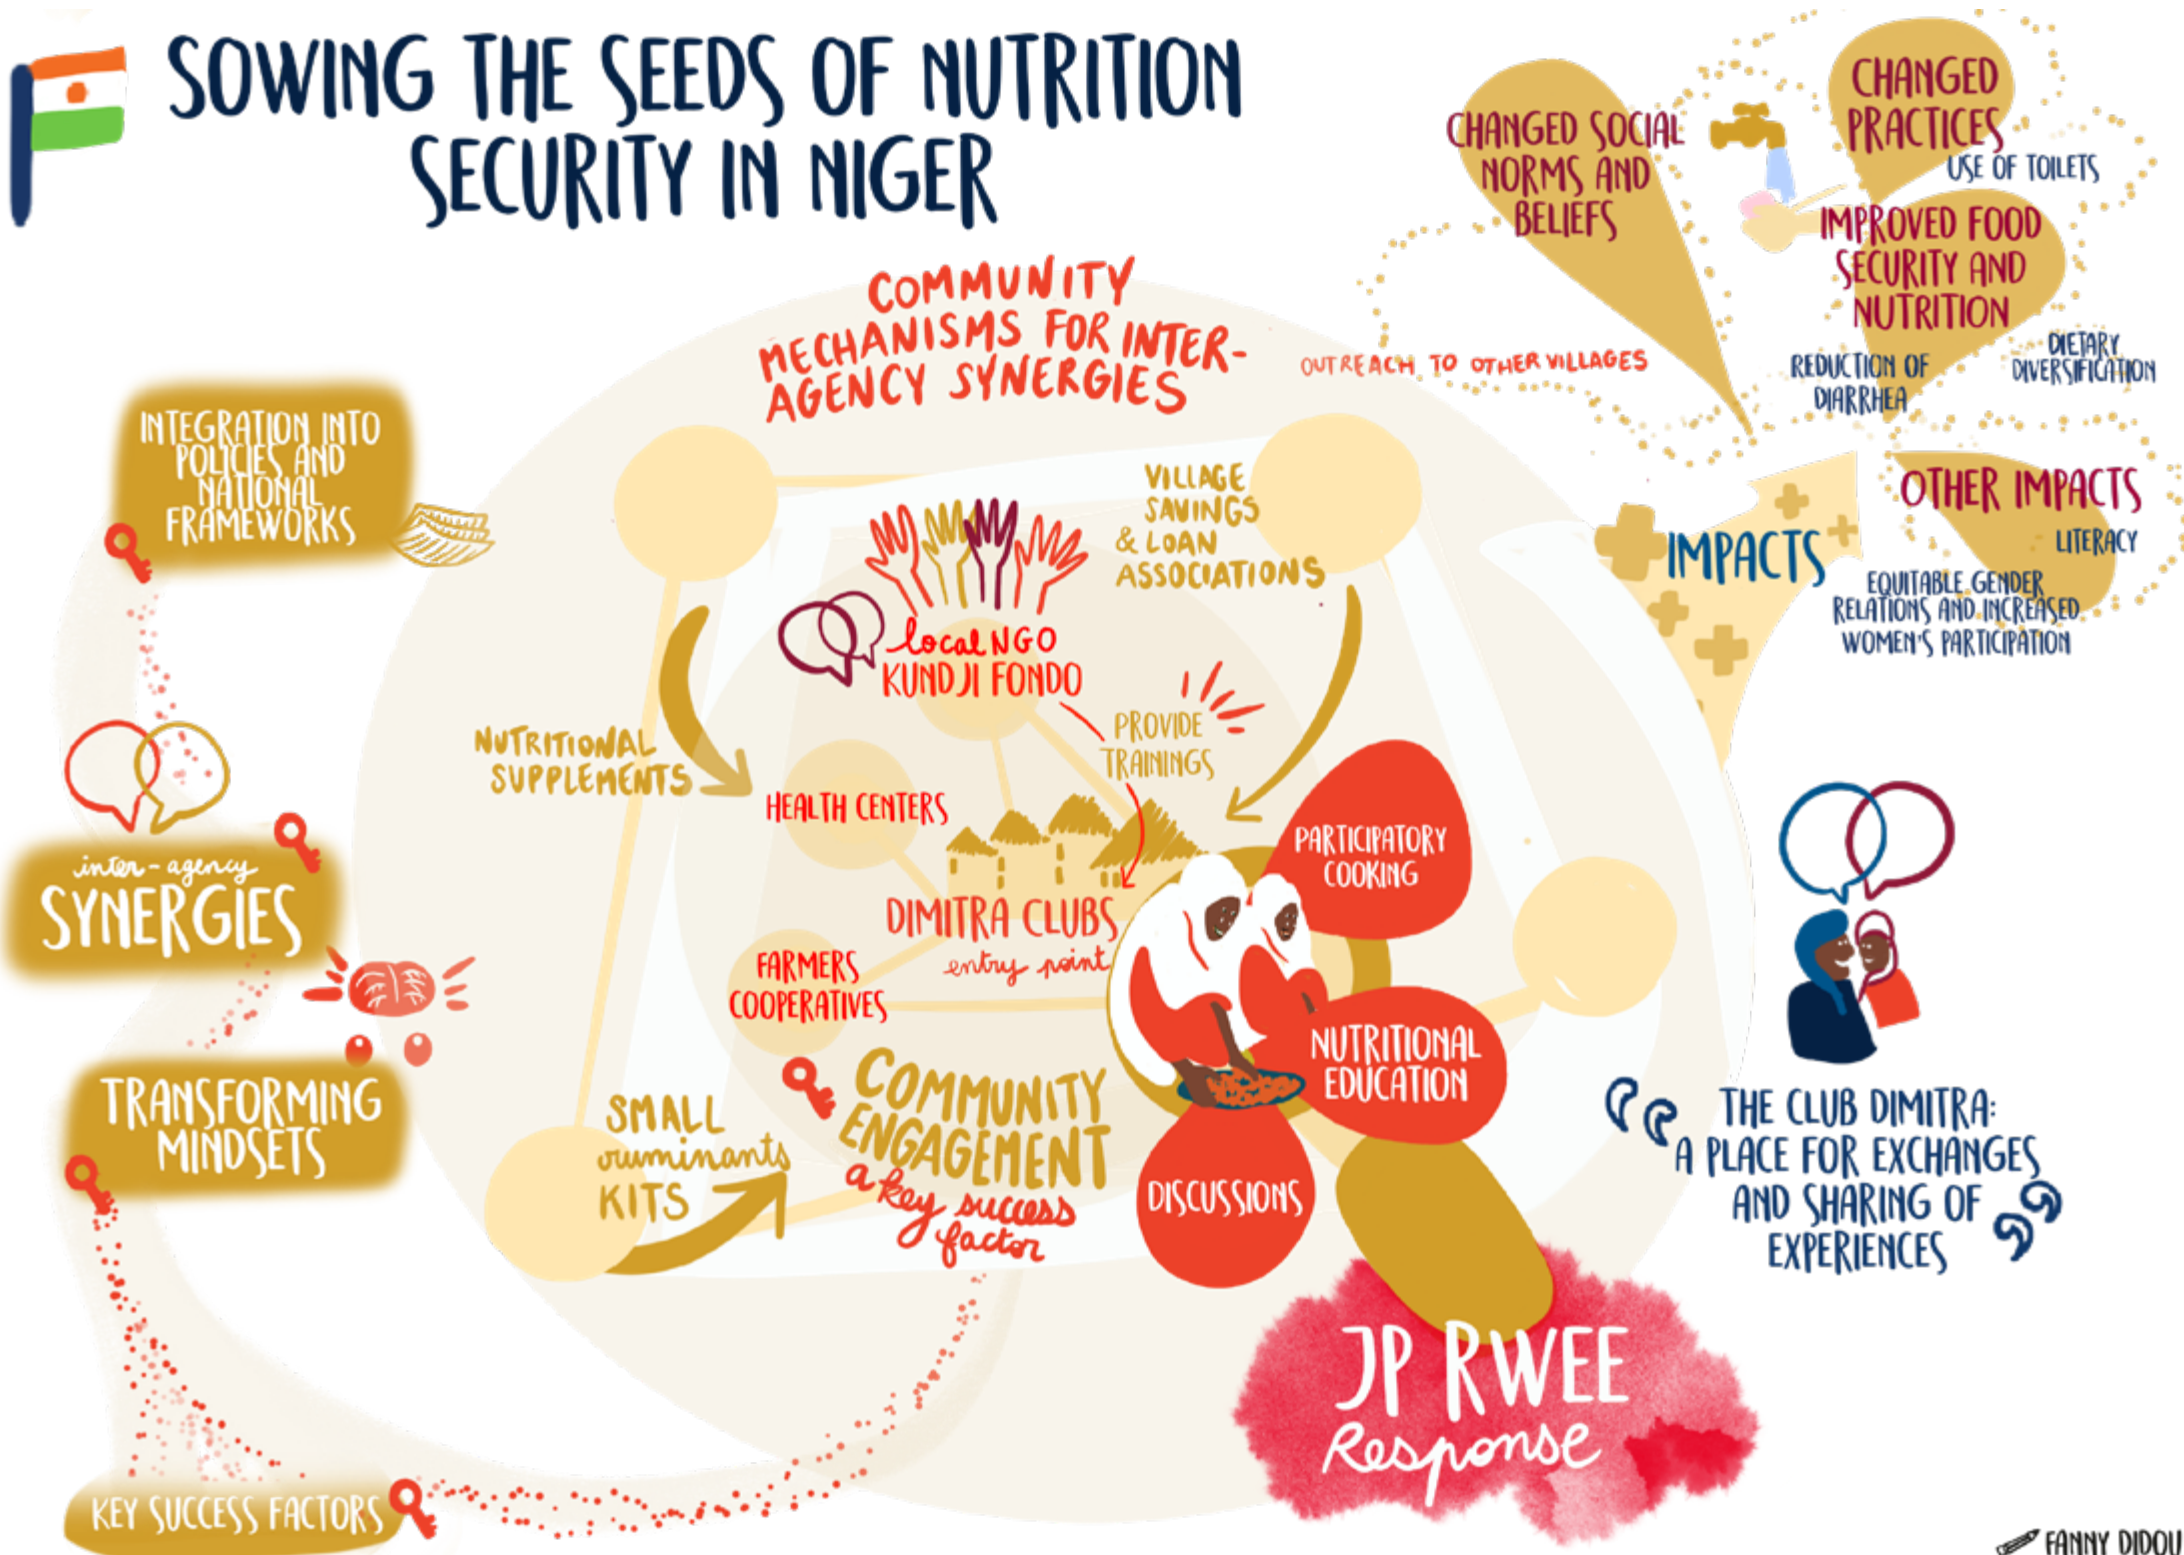 SOWING THE SEEDS OF NUTRITION
SECURITY IN NIGER
CHANGED SOCIAL
NORMS AND
BELIEFS
CHANGED
PRACTICES
USE OF TOILETS
IMPROVED FOOD
SECURITY AND
NUTRITION
REDUCTION OF
DIARRHEA
DIETARY
DIVERSIFICATION
OUTREACH TO OTHER VILLAGES
OTHER IMPACTS
LITERACY
EQUITABLE GENDER
RELATIONS AND INCREASED
WOMEN'S PARTICIPATION
IMPACTS
COMMUNITY
MECHANISMS FOR INTER-
AGENCY SYNERGIES
INTEGRATION INTO
POLICIES AND
NATIONAL
FRAMEWORKS
VILLAGE
SAVINGS
& LOAN
ASSOCIATIONS
local NGO
KUNDJI FONDO
PROVIDE
TRAININGS
NUTRITIONAL
SUPPLEMENTS
HEALTH CENTERS
PARTICIPATORY
COOKING
inter-agency
SYNERGIES
DIMITRA CLUBS
entry point
FARMERS
COOPERATIVES
NUTRITIONAL
EDUCATION
TRANSFORMING
MINDSETS
SMALL
ruminants
KITS
COMMUNITY
ENGAGEMENT
a key success
factor
DISCUSSIONS
THE CLUB DIMITRA:
A PLACE FOR EXCHANGES
AND SHARING OF
EXPERIENCES
JP RWEE
Response
KEY SUCCESS FACTORS
FANNY DIDOU